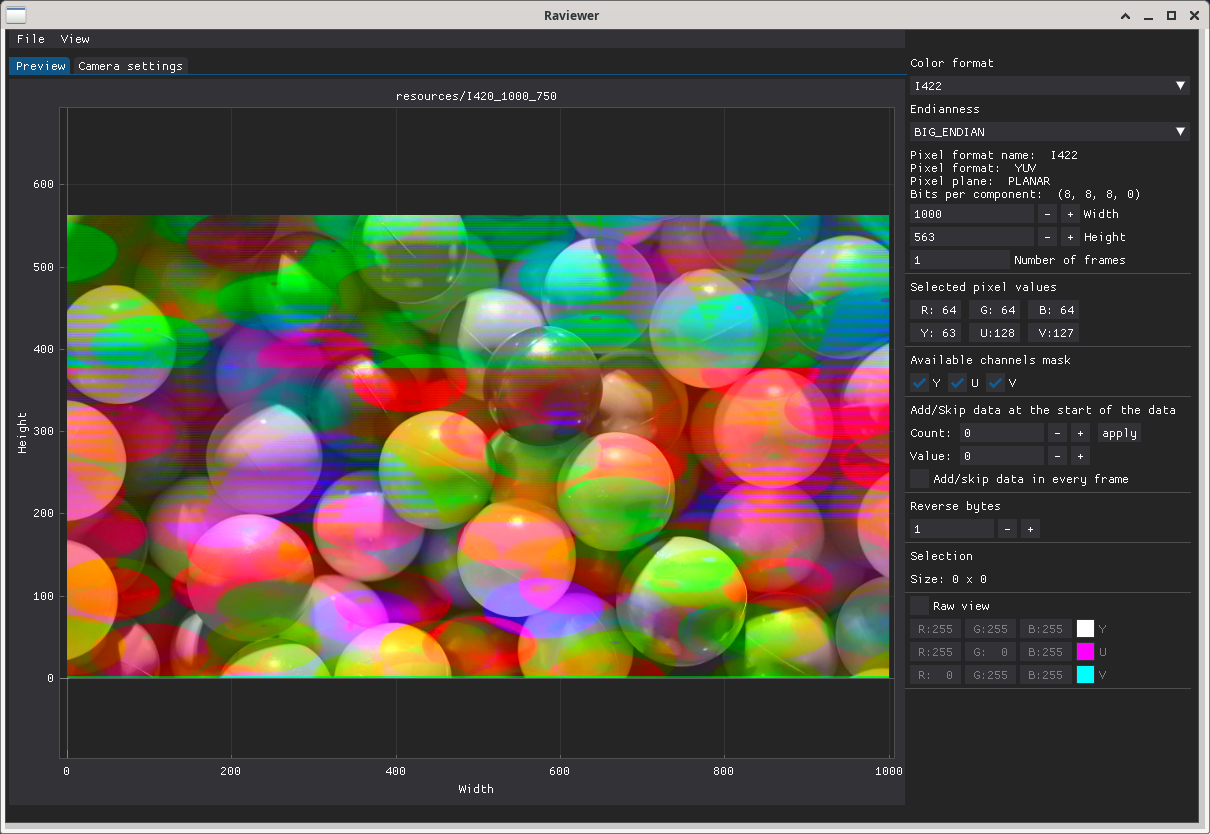 Raviewer
File View
Preview Camera settings
resources/I420_1000_750
Height
600
500
400
300
200
100
0
0 200 400 600 800 1000
Width
Color format
I422
Endianness
BIG_ENDIAN
Pixel format name: I422
Pixel format: YUV
Pixel plane: PLANAR
Bits per component: (8, 8, 8, 0)
1000 - + Width
563 - + Height
1 Number of frames
Selected pixel values
R: 64 G: 64 B: 64
Y: 63 U:128 V:127
Available channels mask
Y U V
Add/Skip data at the start of the data
Count: 0 - + apply
Value: 0 - +
Add/skip data in every frame
Reverse bytes
1 - +
Selection
Size: 0 x 0
Raw view
R:255 G:255 B:255 Y
R:255 G: 0 B:255 U
R: 0 G:255 B:255 V